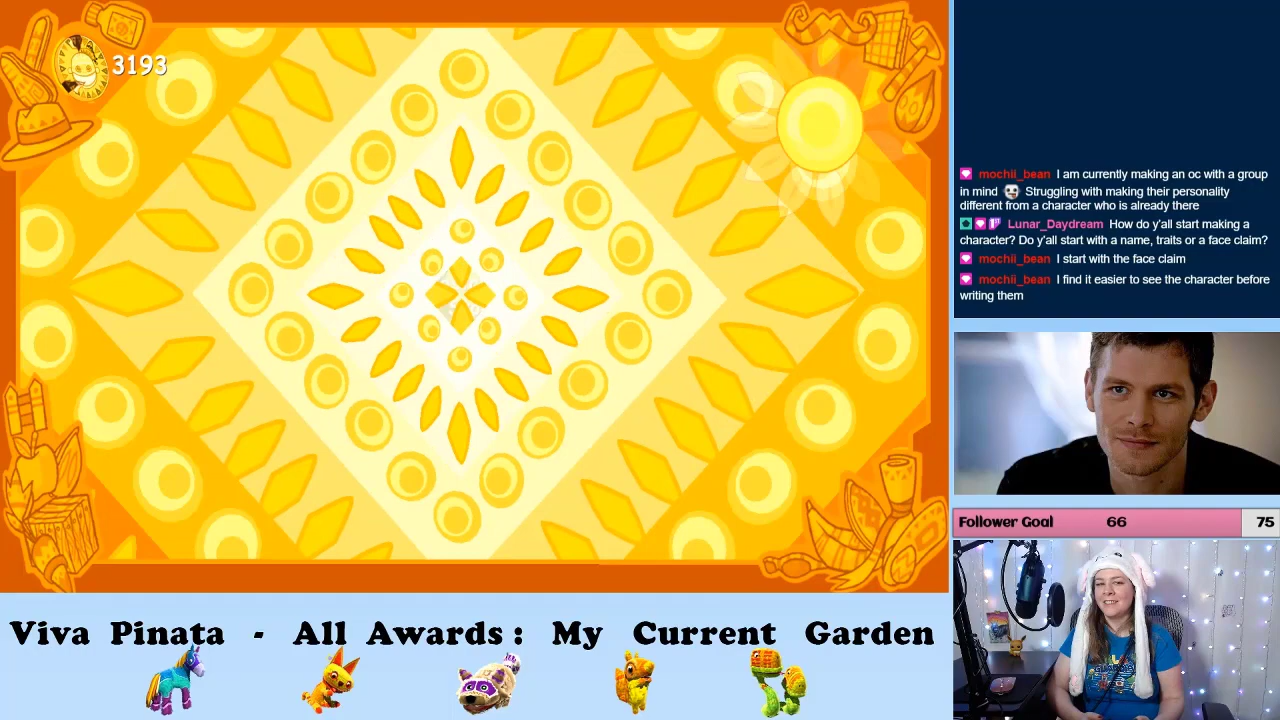 3193
mochii_bean I am currently making an oc with a group
in mind Struggling with making their personality
different from a character who is already there
Lunar_Daydream How do y'all start making a
character? Do y'all start with a name, traits or a face claim?
mochii_bean I start with the face claim
mochii_bean I find it easier to see the character before
writing them
Follower Goal 66 75
Viva Pinata - All Awards: My Current Garden